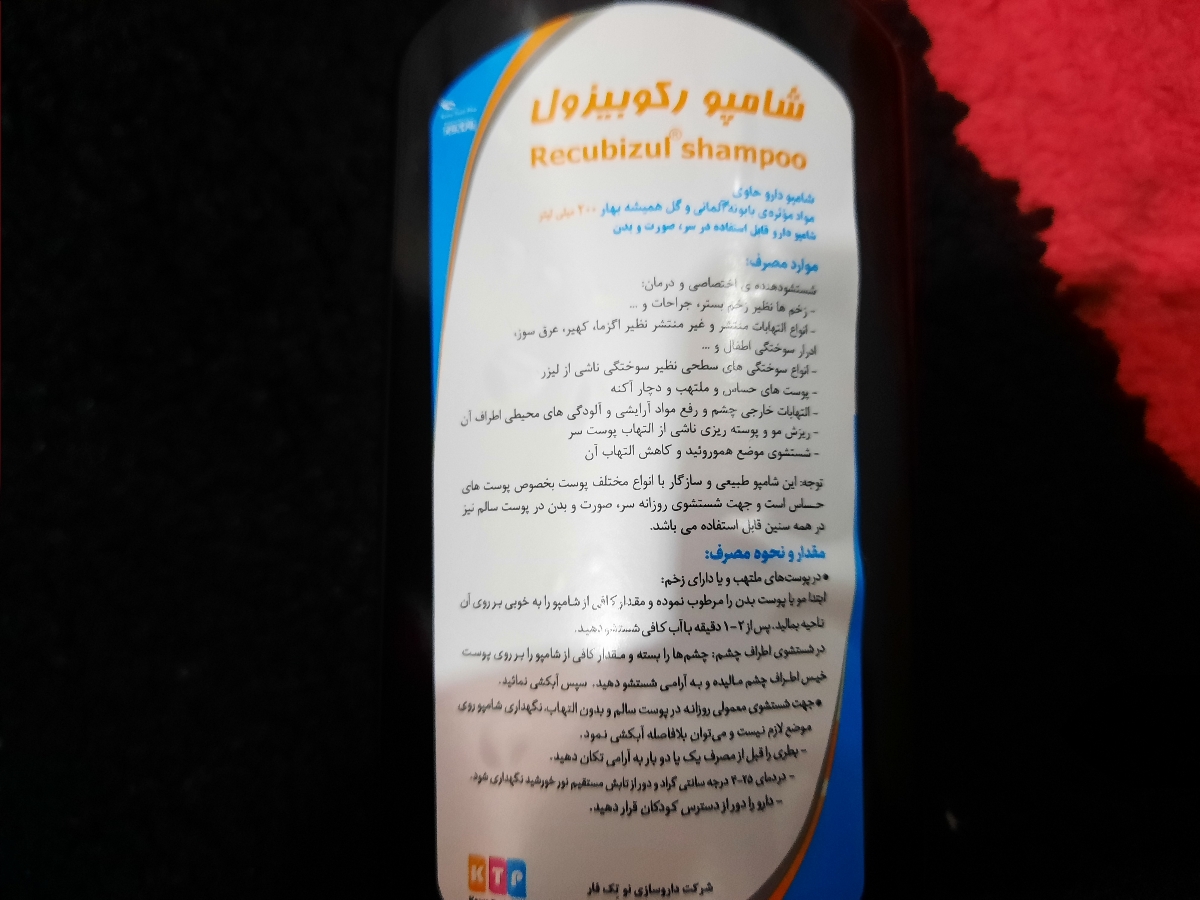 شامپو رکوبیزول
Recubizul® shampoo
شامپو دارو حاوی
مواد مؤثره‌ی بابونه آلمانی و گل همیشه بهار ۲۰۰ میلی لیتر
شامپو دارو قابل استفاده در سر، صورت و بدن
موارد مصرف:
شستشودهنده ی اختصاصی و درمان:
- زخم ها نظیر زخم بستر، جراحات و ...
- انواع التهابات منتشر و غیر منتشر نظیر اگزما، کهیر، عرق سوز،
ادرار سوختگی اطفال و ...
- انواع سوختگی های سطحی نظیر سوختگی ناشی از لیزر
- پوست های حساس و ملتهب و دچار آکنه
- التهابات خارجی چشم و رفع مواد آرایشی و آلودگی های محیطی اطراف آن
- ریزش مو و پوسته ریزی ناشی از التهاب پوست سر
- شستشوی موضع هموروئید و کاهش التهاب آن
توجه: این شامپو طبیعی و سازگار با انواع مختلف پوست بخصوص پوست های
حساس است و جهت شستشوی روزانه سر، صورت و بدن در پوست سالم نیز
در همه سنین قابل استفاده می باشد.
مقدار و نحوه مصرف:
• در پوست‌های ملتهب و یا دارای زخم:
ابتدا مو یا پوست بدن را مرطوب نموده و مقدار کافی از شامپو را به خوبی بر روی آن
ناحیه بمالید. پس از ۲-۱ دقیقه با آب کافی شستشو دهید.
در شستشوی اطراف چشم: چشم‌ها را بسته و مقدار کافی از شامپو را بر روی پوست
خیس اطراف چشم مالیده و به آرامی شستشو دهید. سپس آبکشی نمائید.
• جهت شستشوی معمولی روزانه در پوست سالم و بدون التهاب، نگهداری شامپو روی
موضع لازم نیست و می‌توان بلافاصله آبکشی نمود.
- بطری را قبل از مصرف یک یا دو بار به آرامی تکان دهید.
- در دمای ۲۵-۴ درجه سانتی گراد و دور از تابش مستقیم نور خورشید نگهداری شود.
- دارو را دور از دسترس کودکان قرار دهید.
KTP
شرکت داروسازی نو تک فار